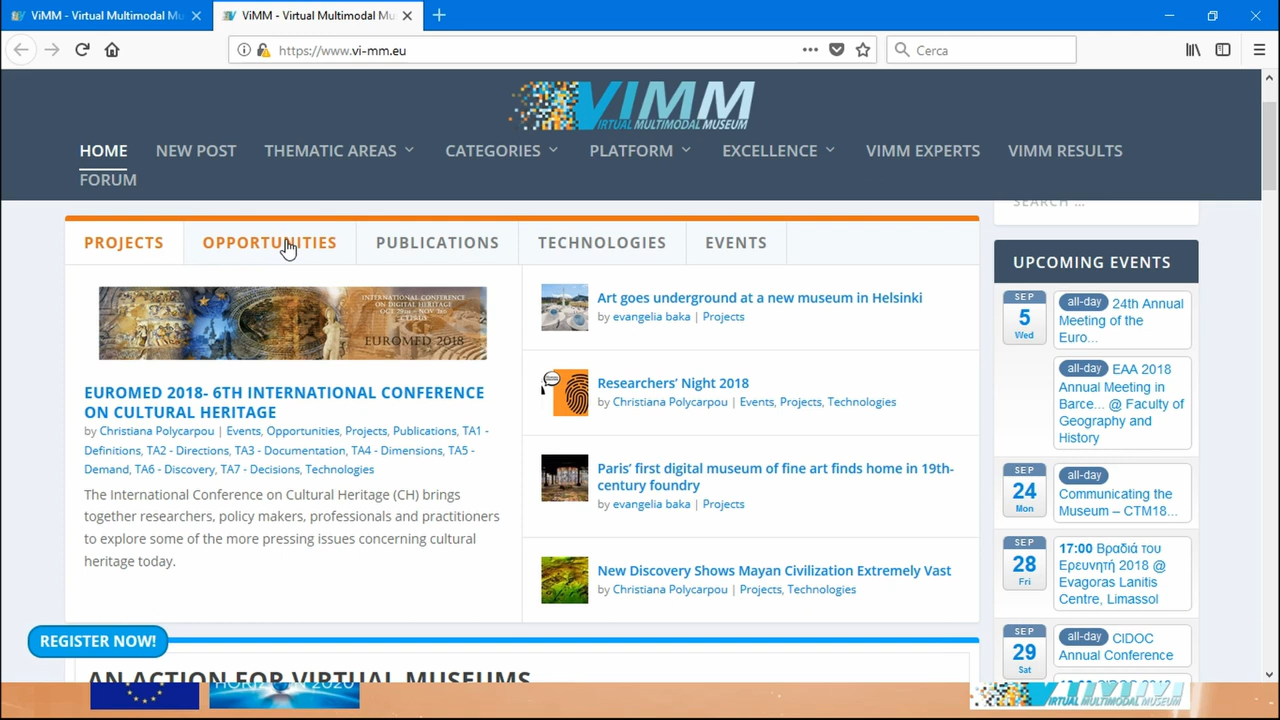 ViMM - Virtual Multimodal Mu
ViMM - Virtual Multimodal Mu
https://www.vi-mm.eu
Cerca
VIMM
VIRTUAL MULTIMODAL MUSEUM
HOME NEW POST THEMATIC AREAS CATEGORIES PLATFORM EXCELLENCE VIMM EXPERTS VIMM RESULTS
FORUM
SEARCH ...
PROJECTS OPPORTUNITIES PUBLICATIONS TECHNOLOGIES EVENTS
INTERNATIONAL CONFERENCE
ON DIGITAL HERITAGE
CYPRUS
EUROMED 2018
EUROMED 2018- 6TH INTERNATIONAL CONFERENCE
ON CULTURAL HERITAGE
by Christiana Polycarpou | Events, Opportunities, Projects, Publications, TA1 -
Definitions, TA2 - Directions, TA3 - Documentation, TA4 - Dimensions, TA5 -
Demand, TA6 - Discovery, TA7 - Decisions, Technologies
The International Conference on Cultural Heritage (CH) brings
together researchers, policy makers, professionals and practitioners
to explore some of the more pressing issues concerning cultural
heritage today.
Art goes underground at a new museum in Helsinki
by evangelia baka | Projects
Researchers' Night 2018
by Christiana Polycarpou | Events, Projects, Technologies
Paris' first digital museum of fine art finds home in 19th-
century foundry
by evangelia baka | Projects
New Discovery Shows Mayan Civilization Extremely Vast
by Christiana Polycarpou | Projects, Technologies
UPCOMING EVENTS
SEP
5
Wed
all-day 24th Annual
Meeting of the
Euro...
all-day EAA 2018
Annual Meeting in
Barce... @ Faculty of
Geography and
History
SEP
24
Mon
all-day
Communicating the
Museum – CTM18...
SEP
28
Fri
17:00 Βραδιά του
Ερευνητή 2018 @
Evagoras Lanitis
Centre, Limassol
SEP
29
Sat
all-day CIDOC
Annual Conference
REGISTER NOW!
AN ACTION FOR VIRTUAL MUSEUMS
HORIZON 2020
VIRTUAL MULTIMODAL MUSEUM